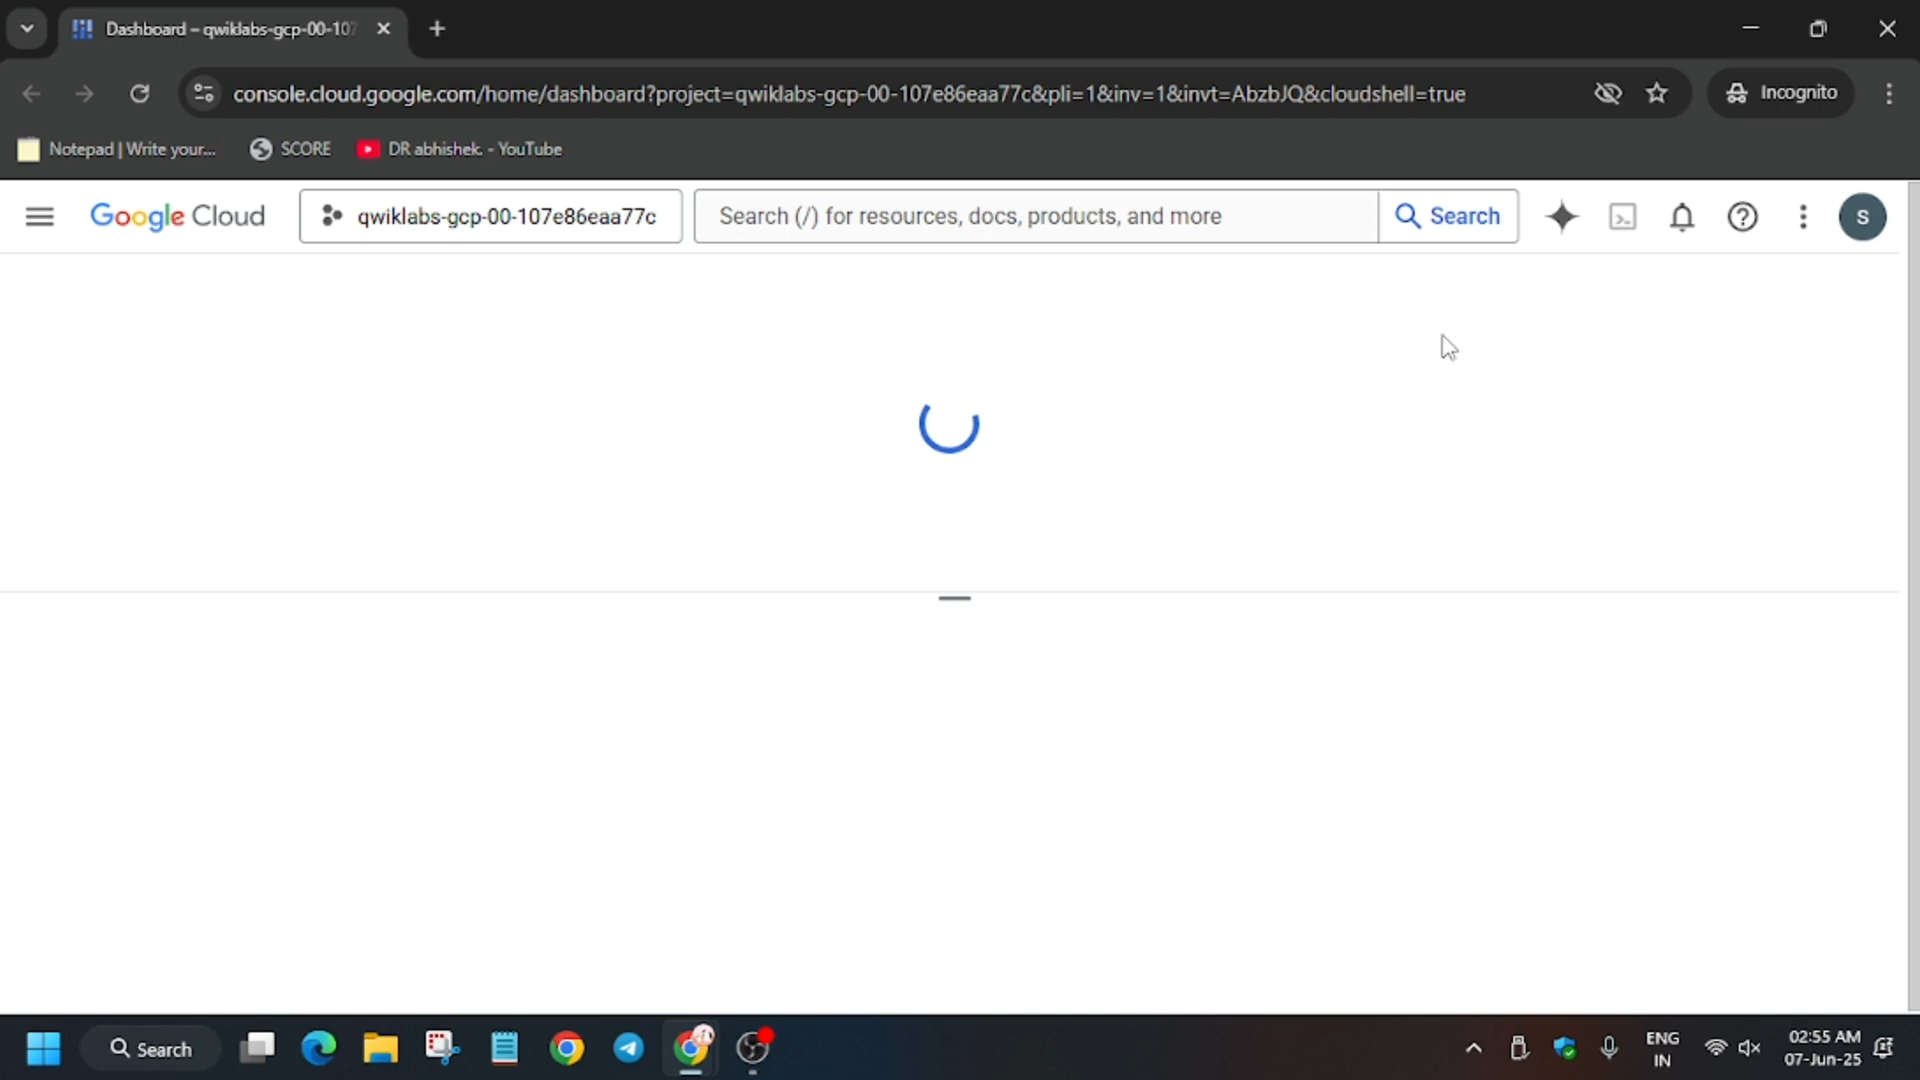 Dashboard – qwiklabs-gcp-00-107
console.cloud.google.com/home/dashboard?project=qwiklabs-gcp-00-107e86eaa77c&pli=1&inv=1&invt=AbzbJQ&cloudshell=true
Incognito
Notepad | Write your... SCORE DR abhishek. - YouTube
Google Cloud qwiklabs-gcp-00-107e86eaa77c Search (/) for resources, docs, products, and more Search S
Search
ENG
IN
02:55 AM
07-Jun-25